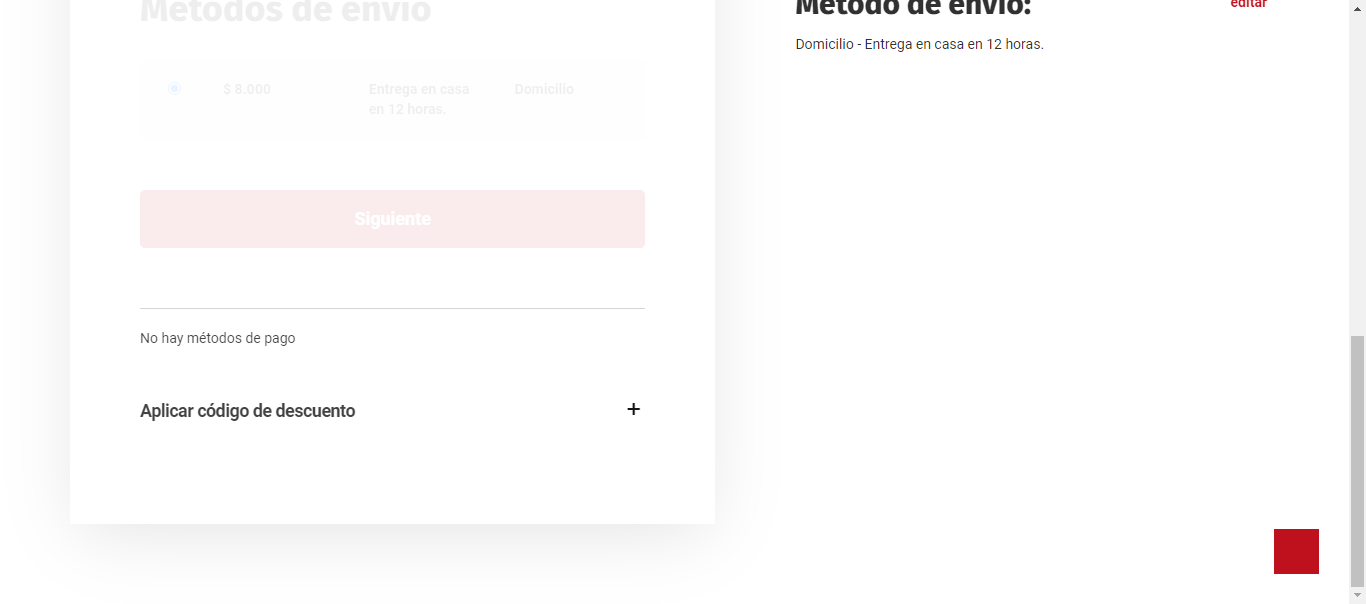 Métodos de envío
$ 8.000
Entrega en casa
en 12 horas.
Domicilio
Siguiente
No hay métodos de pago
Aplicar código de descuento
+
Método de envío:
editar
Domicilio - Entrega en casa en 12 horas.